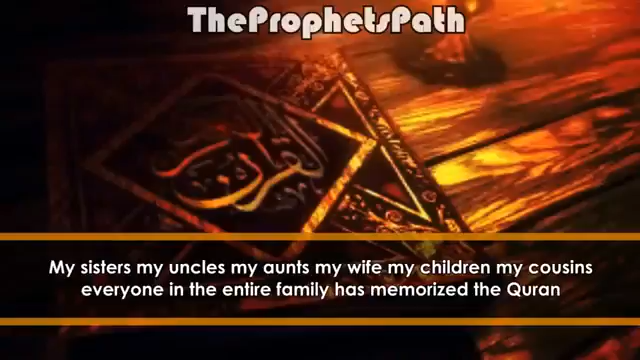 TheProphetsPath
القرآن
My sisters my uncles my aunts my wife my children my cousins
everyone in the entire family has memorized the Quran